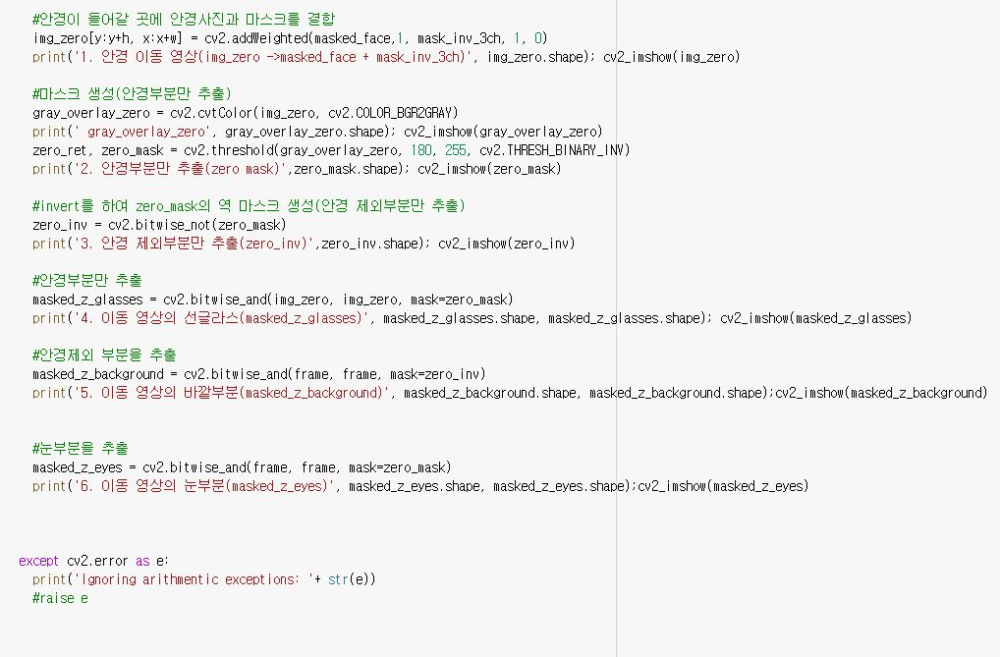 #안경이 들어갈 곳에 안경사진과 마스크를 결합
img_zero[y:y+h, x:x+w] = cv2.addWeighted(masked_face,1, mask_inv_3ch, 1, 0)
print('1. 안경 이동 영상(img_zero ->masked_face + mask_inv_3ch)', img_zero.shape); cv2_imshow(img_zero)
#마스크 생성(안경부분만 추출)
gray_overlay_zero = cv2.cvtColor(img_zero, cv2.COLOR_BGR2GRAY)
print(' gray_overlay_zero', gray_overlay_zero.shape); cv2_imshow(gray_overlay_zero)
zero_ret, zero_mask = cv2.threshold(gray_overlay_zero, 180, 255, cv2.THRESH_BINARY_INV)
print('2. 안경부분만 추출(zero mask)',zero_mask.shape); cv2_imshow(zero_mask)
#invert를 하여 zero_mask의 역 마스크 생성(안경 제외부분만 추출)
zero_inv = cv2.bitwise_not(zero_mask)
print('3. 안경 제외부분만 추출(zero_inv)',zero_inv.shape); cv2_imshow(zero_inv)
#안경부분만 추출
masked_z_glasses = cv2.bitwise_and(img_zero, img_zero, mask=zero_mask)
print('4. 이동 영상의 선글라스(masked_z_glasses)', masked_z_glasses.shape, masked_z_glasses.shape); cv2_imshow(masked_z_glasses)
#안경제외 부분을 추출
masked_z_background = cv2.bitwise_and(frame, frame, mask=zero_inv)
print('5. 이동 영상의 바깥부분(masked_z_background)', masked_z_background.shape, masked_z_background.shape);cv2_imshow(masked_z_background)
#눈부분을 추출
masked_z_eyes = cv2.bitwise_and(frame, frame, mask=zero_mask)
print('6. 이동 영상의 눈부분(masked_z_eyes)', masked_z_eyes.shape, masked_z_eyes.shape);cv2_imshow(masked_z_eyes)
except cv2.error as e:
print('Ignoring arithmentic exceptions: '+ str(e))
#raise e